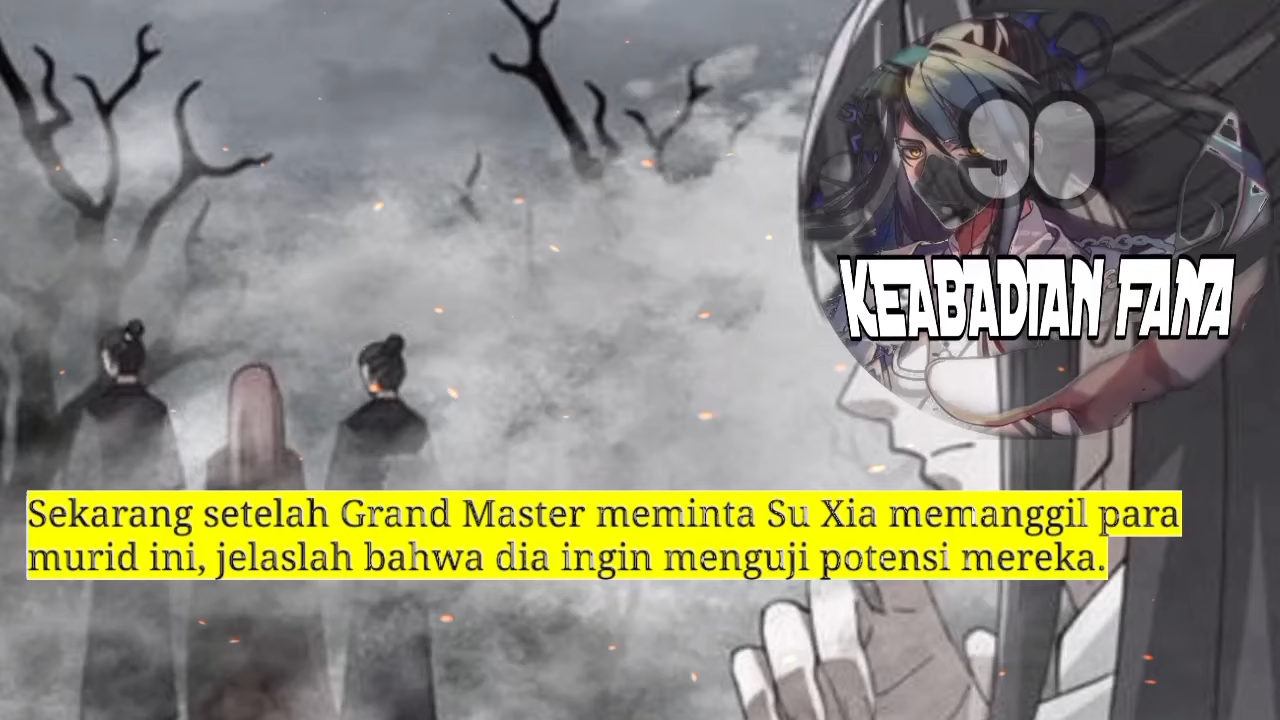 90
KEABADIAN FANA
Sekarang setelah Grand Master meminta Su Xia memanggil para
murid ini, jelaslah bahwa dia ingin menguji potensi mereka.